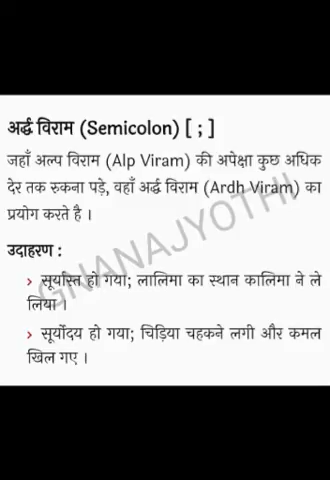 अर्द्ध विराम (Semicolon) [ ; ]
जहाँ अल्प विराम (Alp Viram) की अपेक्षा कुछ अधिक
देर तक रुकना पड़े, वहाँ अर्द्ध विराम (Ardh Viram) का
प्रयोग करते है ।
उदाहरण :
› सूर्यास्त हो गया; लालिमा का स्थान कालिमा ने ले
लिया ।
› सूर्योदय हो गया; चिड़िया चहकने लगी और कमल
खिल गए ।
GNANAJYOTHI